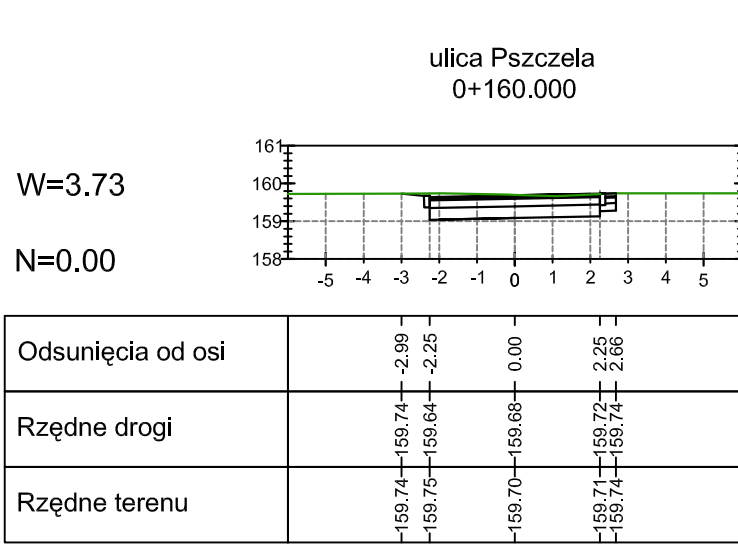 ulica Pszczela
0+160.000
W=3.73
N=0.00
161
160
159
158
-5 -4 -3 -2 -1 0 1 2 3 4 5
Odsunięcia od osi -2.99 -2.25 0.00 2.25 2.66
Rzędne drogi 159.74 159.64 159.68 159.72 159.74
Rzędne terenu 159.74 159.75 159.70 159.71 159.74